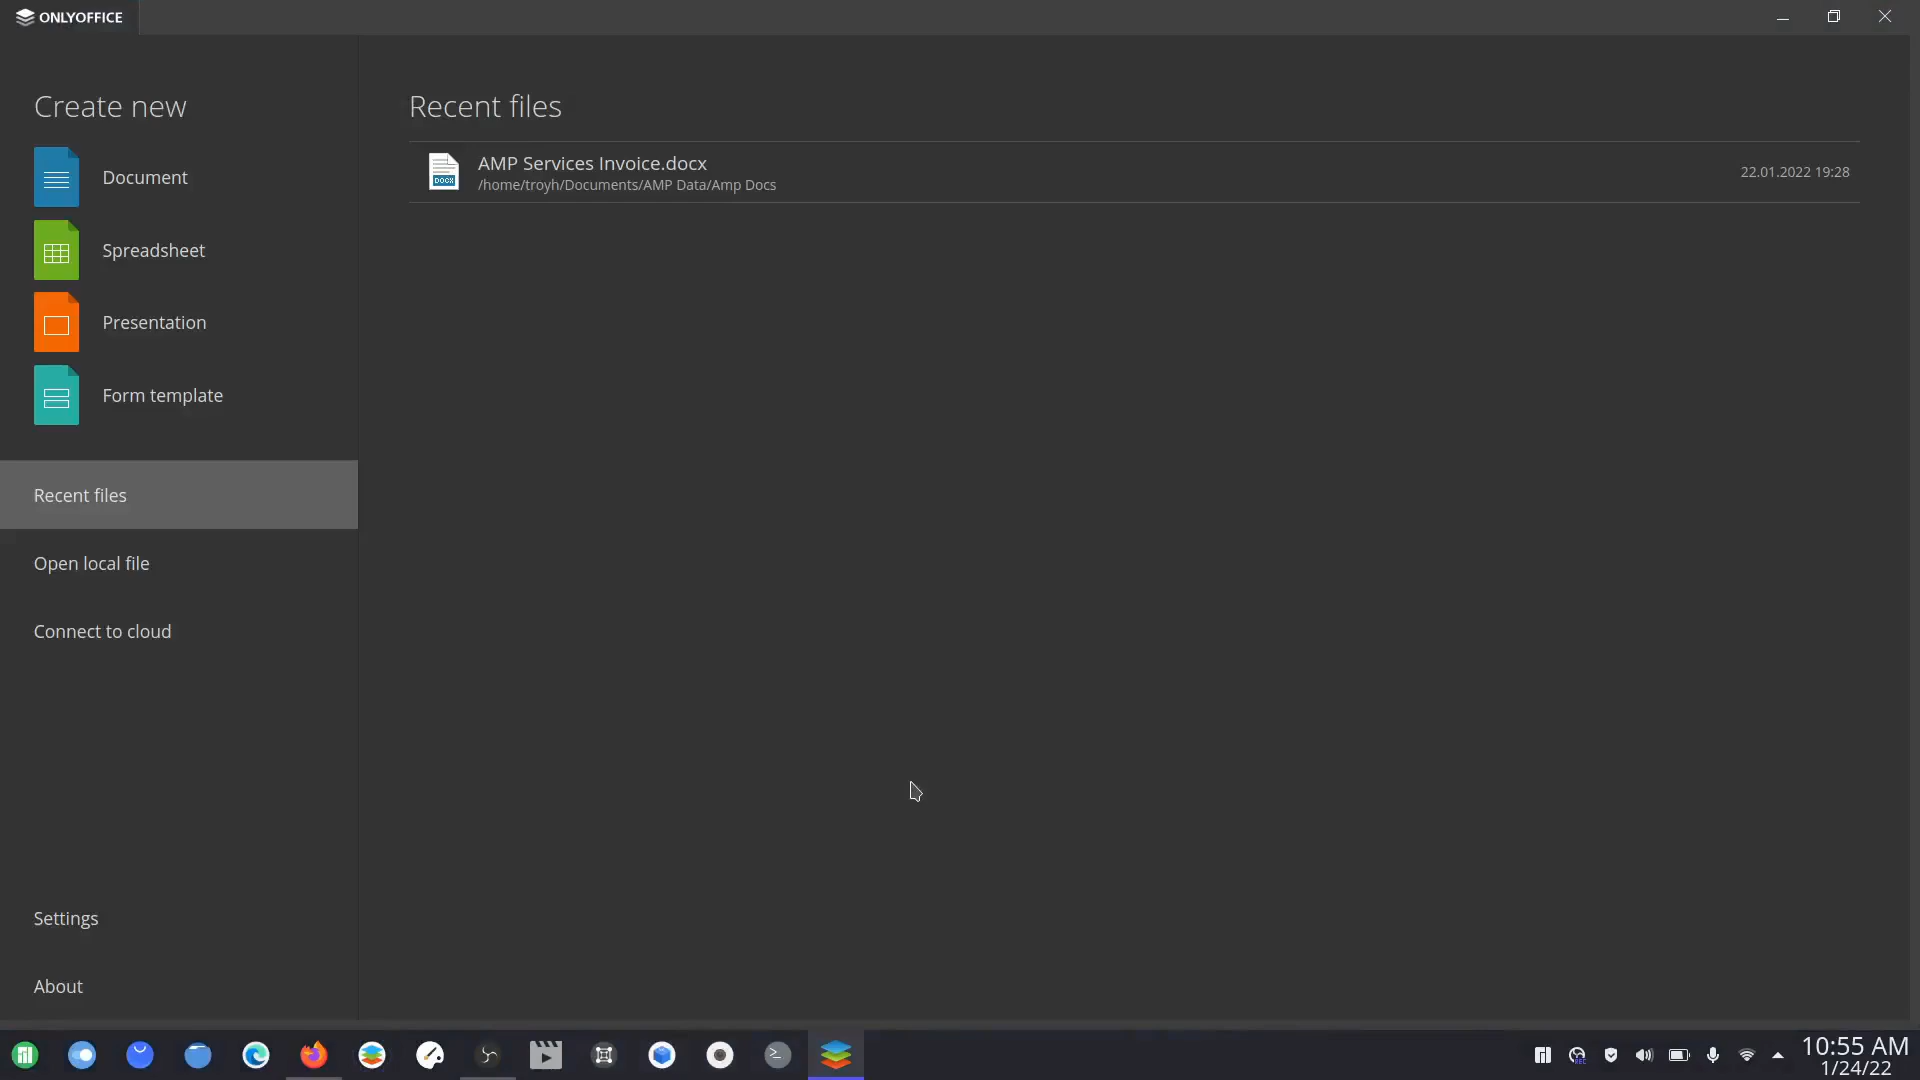 ONLYOFFICE
Create new
Document
Spreadsheet
Presentation
Form template
Recent files
Open local file
Connect to cloud
Settings
About
Recent files
DOCX
AMP Services Invoice.docx
/home/troyh/Documents/AMP Data/Amp Docs
22.01.2022 19:28
10:55 AM
1/24/22